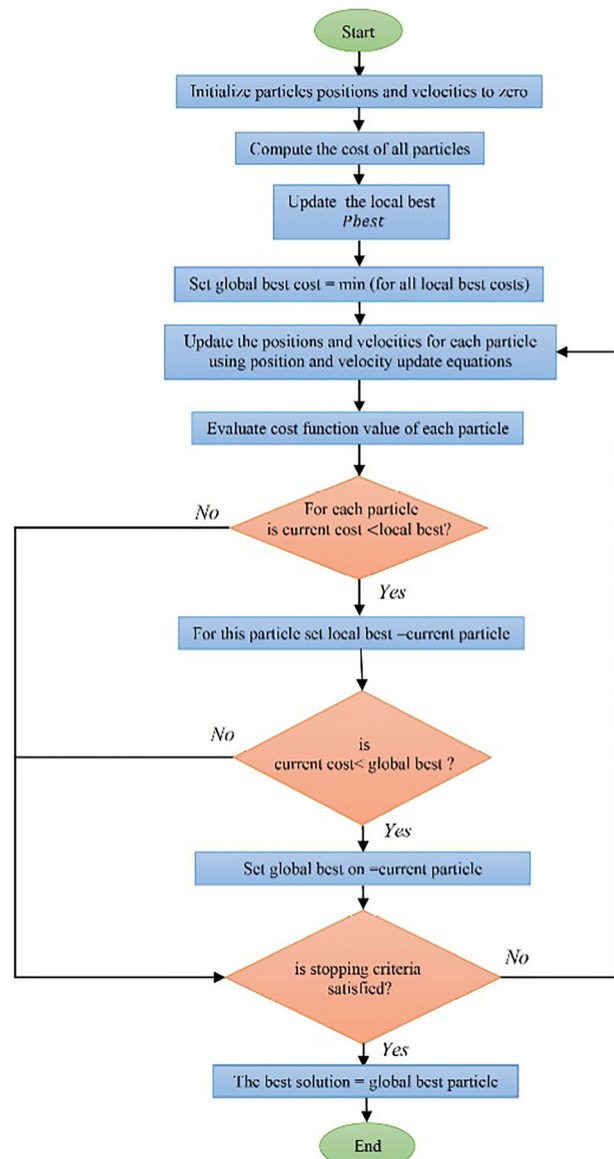 Start
Initialize particles positions and velocities to zero
Compute the cost of all particles
Update the local best
Pbest
Set global best cost = min (for all local best costs)
Update the positions and velocities for each particle
using position and velocity update equations
Evaluate cost function value of each particle
For each particle
is current cost <local best?
No
Yes
For this particle set local best =current particle
is
current cost< global best ?
No
Yes
Set global best on =current particle
is stopping criteria
satisfied?
No
Yes
The best solution = global best particle
End